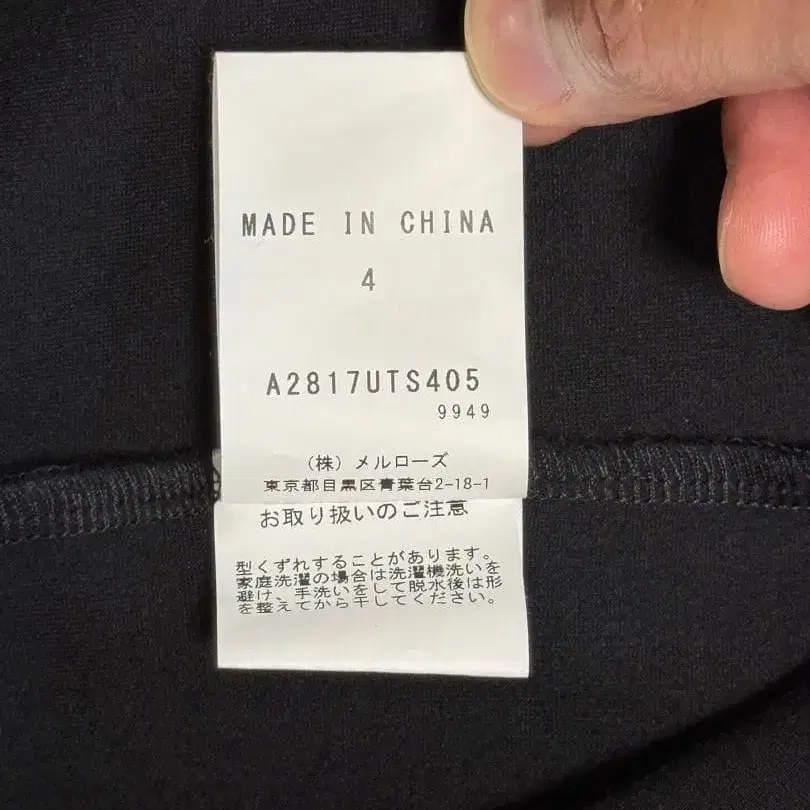 MADE IN CHINA
4
A2817UTS405
9949
(株) メルローズ
東京都目黒区青葉台2-18-1
お取り扱いのご注意
型くずれすることがあります。
家庭洗濯の場合は洗濯機洗いを
避け、手洗いをして脱水後は形
を整えてから干してください。